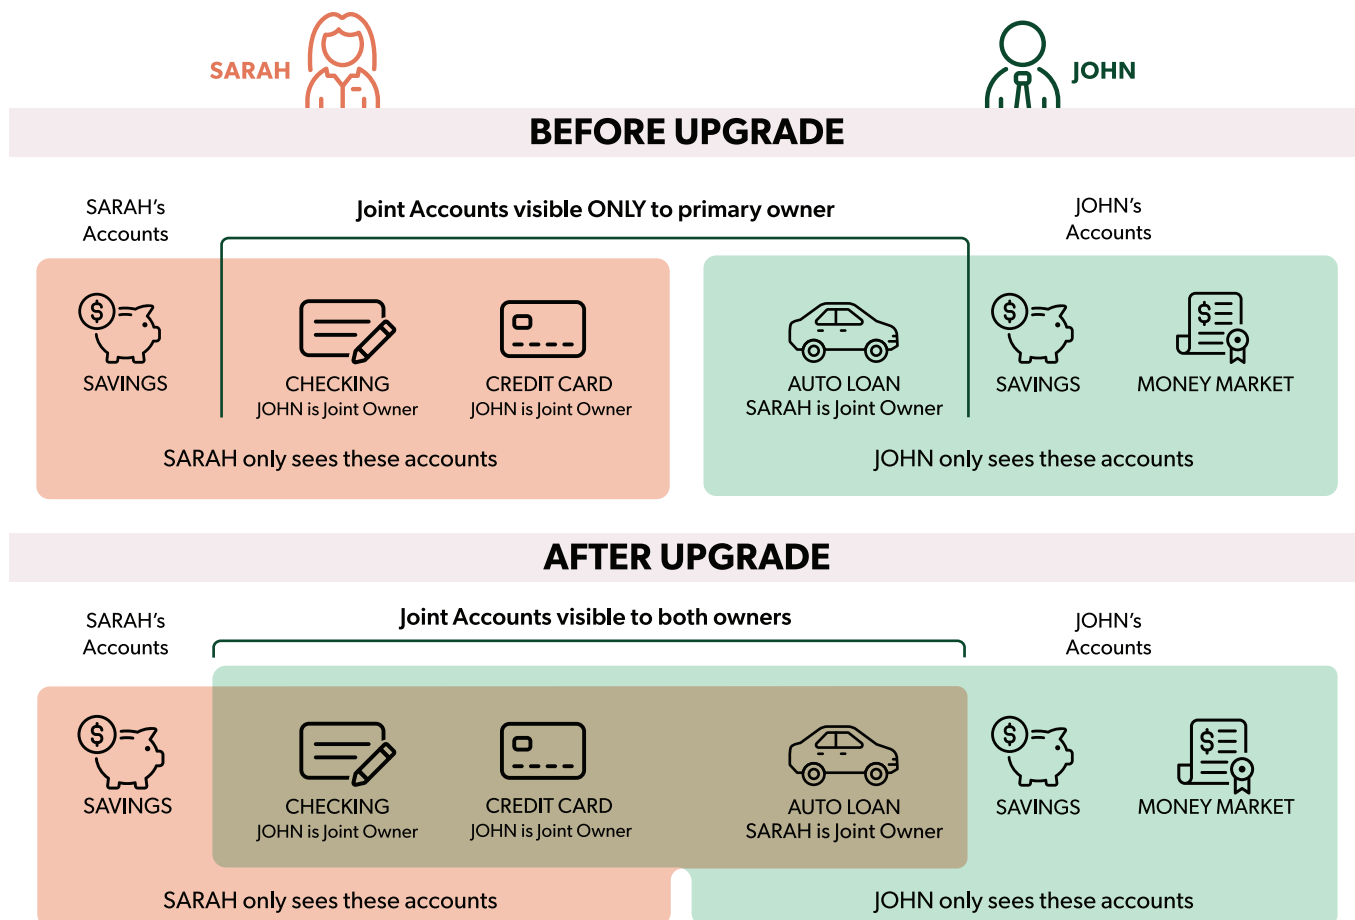 SARAH
JOHN
BEFORE UPGRADE
SARAH's
Accounts
Joint Accounts visible ONLY to primary owner
JOHN's
Accounts
$
SAVINGS
CHECKING
JOHN is Joint Owner
CREDIT CARD
JOHN is Joint Owner
AUTO LOAN
SARAH is Joint Owner
$
SAVINGS
$
MONEY MARKET
SARAH only sees these accounts
JOHN only sees these accounts
AFTER UPGRADE
SARAH's
Accounts
Joint Accounts visible to both owners
JOHN's
Accounts
$
SAVINGS
CHECKING
JOHN is Joint Owner
CREDIT CARD
JOHN is Joint Owner
AUTO LOAN
SARAH is Joint Owner
$
SAVINGS
$
MONEY MARKET
SARAH only sees these accounts
JOHN only sees these accounts